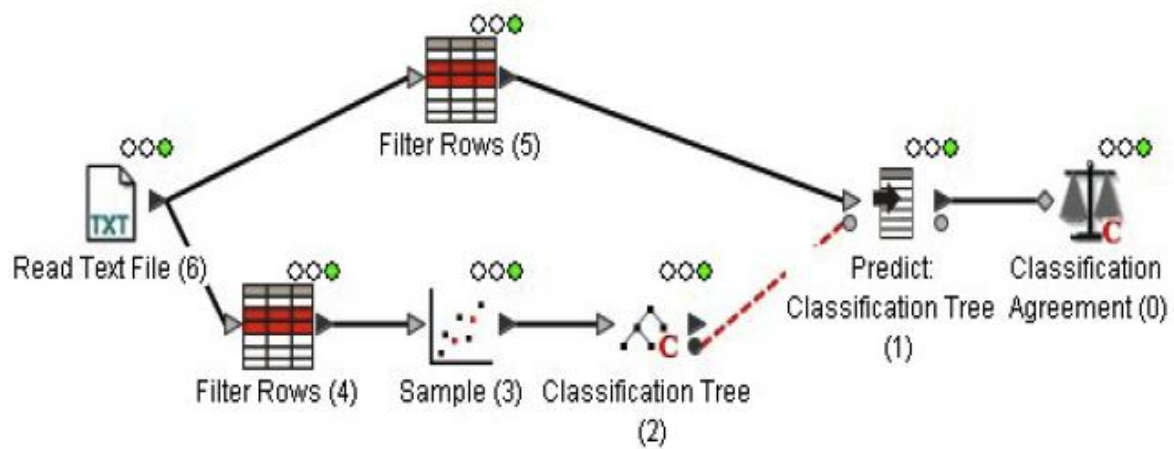 Filter Rows (5)
TXT
Read Text File (6)
Filter Rows (4)
Sample (3)
C
Classification Tree
(2)
Predict:
Classification Tree
(1)
C
Classification
Agreement (0)